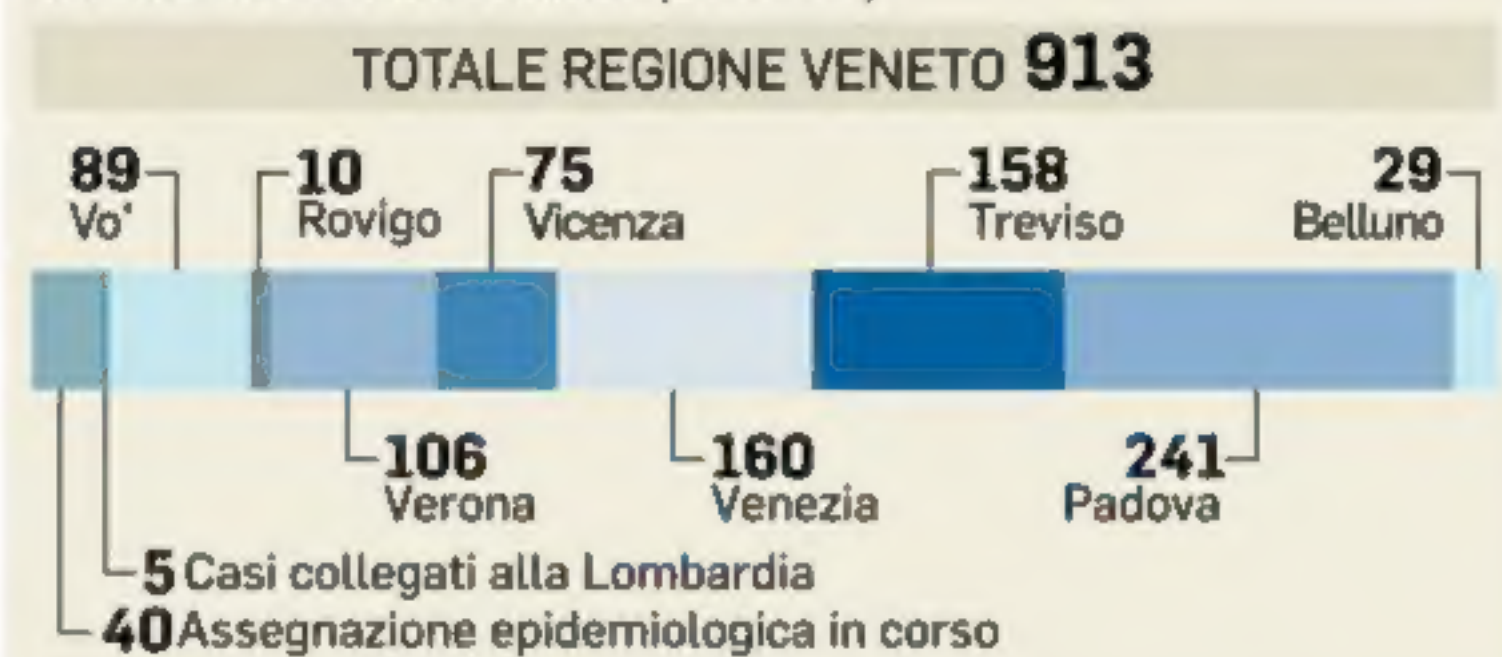 TOTALE REGIONE VENETO 913
89
Vo'
10
Rovigo
75
Vicenza
158
Treviso
29
Belluno
106
Verona
160
Venezia
241
Padova
5 Casi collegati alla Lombardia
40 Assegnazione epidemiologica in corso